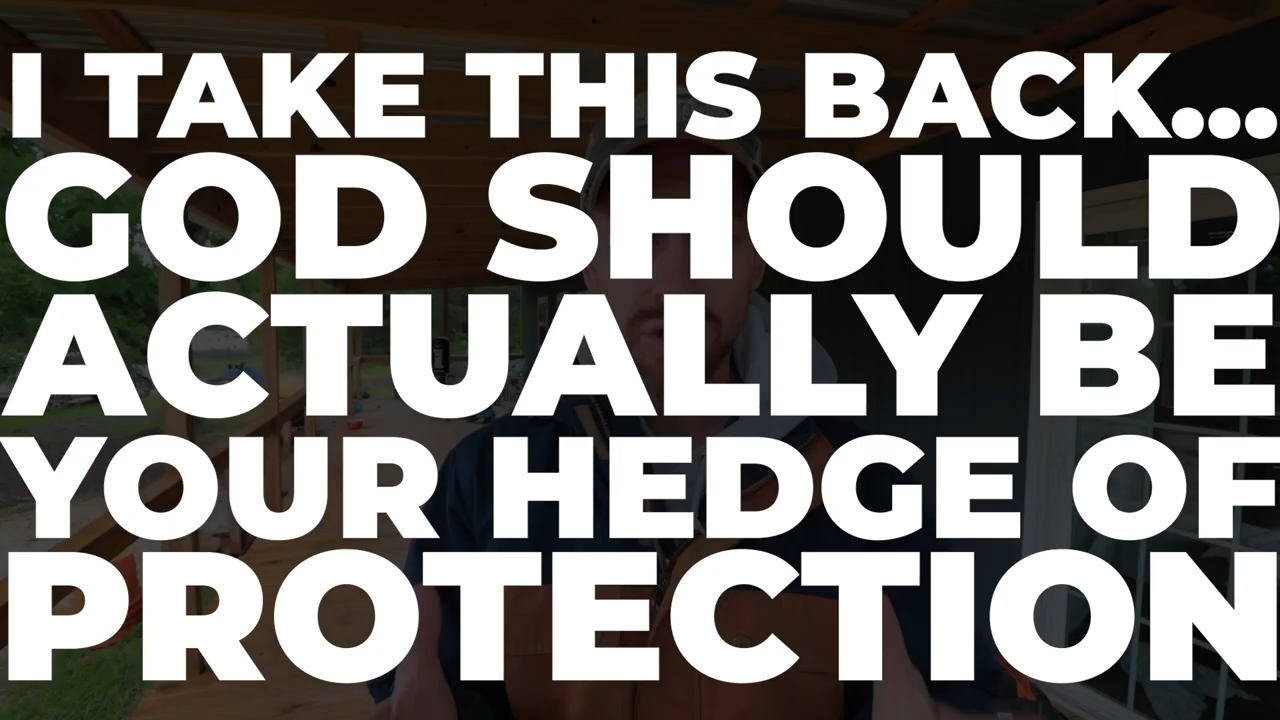 I TAKE THIS BACK...
GOD SHOULD
ACTUALLY BE
YOUR HEDGE OF
PROTECTION